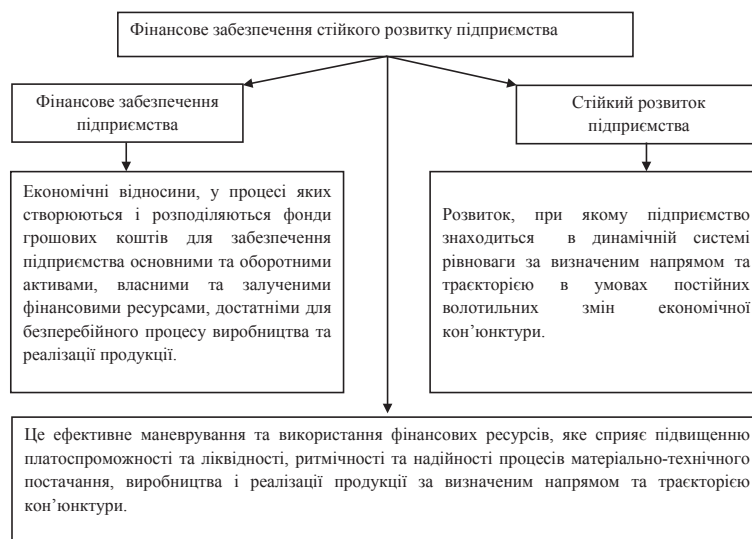 Фінансове забезпечення стійкого розвитку підприємства
Фінансове забезпечення
підприємства
Стійкий розвиток
підприємства
Економічні відносини, у процесі яких
створюються і розподіляються фонди
грошових коштів для забезпечення
підприємства основними та оборотними
активами, власними та залученими
фінансовими ресурсами, достатніми для
безперебійного процесу виробництва та
реалізації продукції.
Розвиток, при якому підприємство
знаходиться в динамічній системі
рівноваги за визначеним напрямом та
траєкторією в умовах постійних
волотильних змін економічної
кон’юнктури.
Це ефективне маневрування та використання фінансових ресурсів, яке сприяє підвищенню
платоспроможності та ліквідності, ритмічності та надійності процесів матеріально-технічного
постачання, виробництва і реалізації продукції за визначеним напрямом та траєкторією
кон’юнктури.